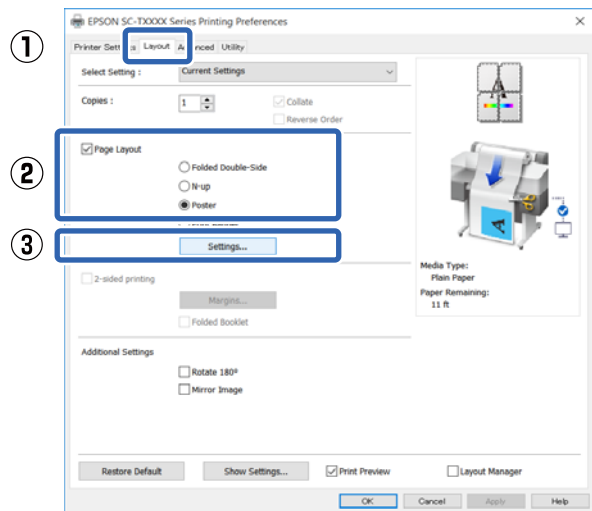 EPSON SC-TXXXX Series Printing Preferences
①
Printer Sett s Layout A nced Utility
Select Setting : Current Settings
Copies : 1 Collate
Reverse Order
②
Page Layout
Folded Double-Side
N-up
Poster
③
Settings...
2-sided printing
Margins...
Folded Booklet
Media Type:
Plain Paper
Paper Remaining:
11 ft
Additional Settings
Rotate 180º
Mirror Image
Restore Default Show Settings... Print Preview Layout Manager
OK Cancel Apply Help